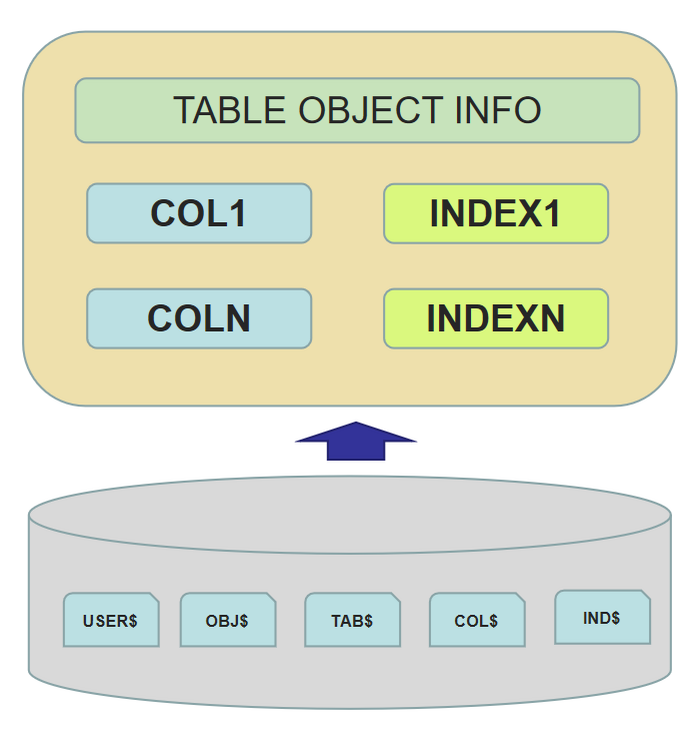 TABLE OBJECT INFO
COL1
INDEX1
COLN
INDEXN
USER$
OBJ$
TAB$
COL$
IND$